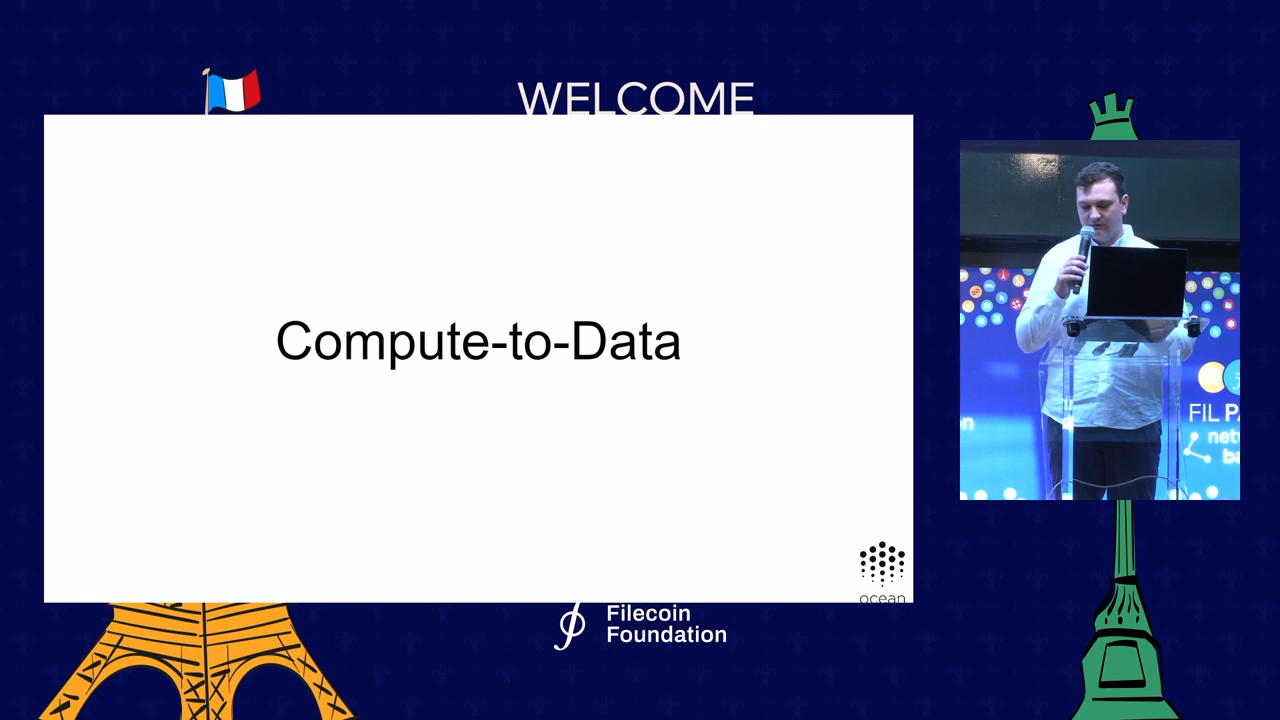 WELCOME
Compute-to-Data
ocean
Filecoin
Foundation
FIL